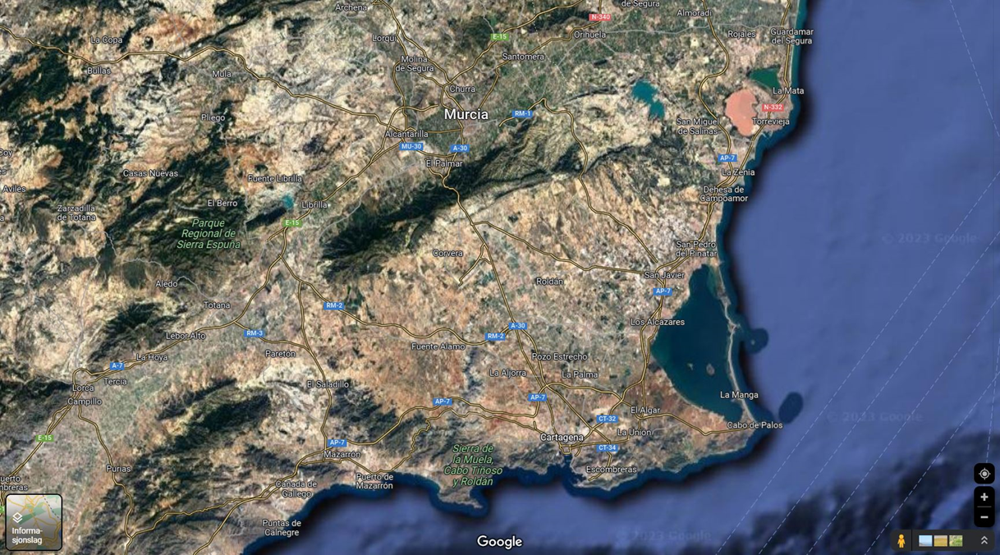 Archena
de Segura
N-340
Almoradí
La Copa
Lorquí
E-15
Orihuela
Rojales
Guardamar
del Segura
Bullas
Mula
Molina
de Segura
Santomera
Churra
La Mata
Pliego
Murcia
RM-1
N-332
San Miguel
de Salinas
Torrevieja
Alcantarilla
MU-30
A-30
AP-7
El Palmar
Casas Nuevas
Fuente Librilla
La Zenia
Aviles
El Berro
Librilla
Dehesa de
Campoamor
Zarzadilla
de Totana
E-15
Parque
Regional de
Sierra Espuña
© 2023 Google
Corvera
San Pedro
del Pinatar
Aledo
Roldán
San Javier
AP-7
Totana
RM-2
Los Alcázares
A-30
Lebor Alto
RM-3
RM-2
Fuente Álamo
La Hoya
Paretón
Pozo Estrecho
A-7
Tercia
La Aljorra
La Palma
Lorca
El Saladillo
Campillo
AP-7
AP-7
La Manga
El Algar
CT-32
© 2023 Google
Cabo de Palos
E-15
La Unión
Cartagena
AP-7
Mazarrón
CT-34
Sierra de
la Muela,
Cabo Tiñoso
y Roldán
Purias
Escombreras
Puerto de
Mazarrón
Cañada de
Gallego
Puntas de
Calnegre
Informa-
sjonslag
Google
2023 Google